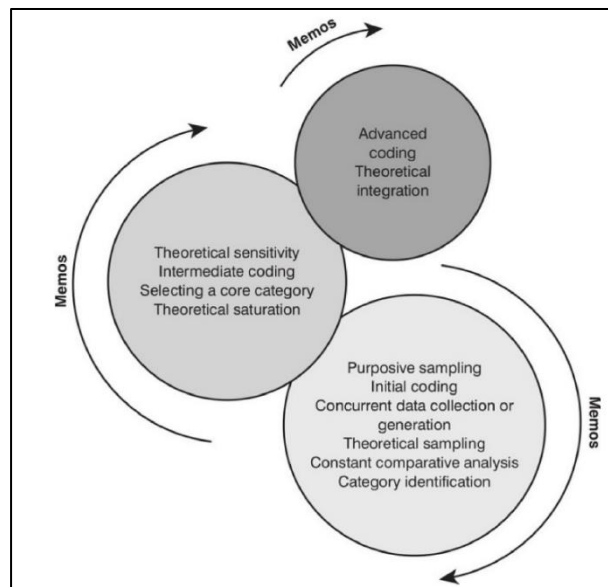 Memos
Advanced
coding
Theoretical
integration
Memos
Theoretical sensitivity
Intermediate coding
Selecting a core category
Theoretical saturation
Purposive sampling
Initial coding
Concurrent data collection or
generation
Theoretical sampling
Constant comparative analysis
Category identification
Memos